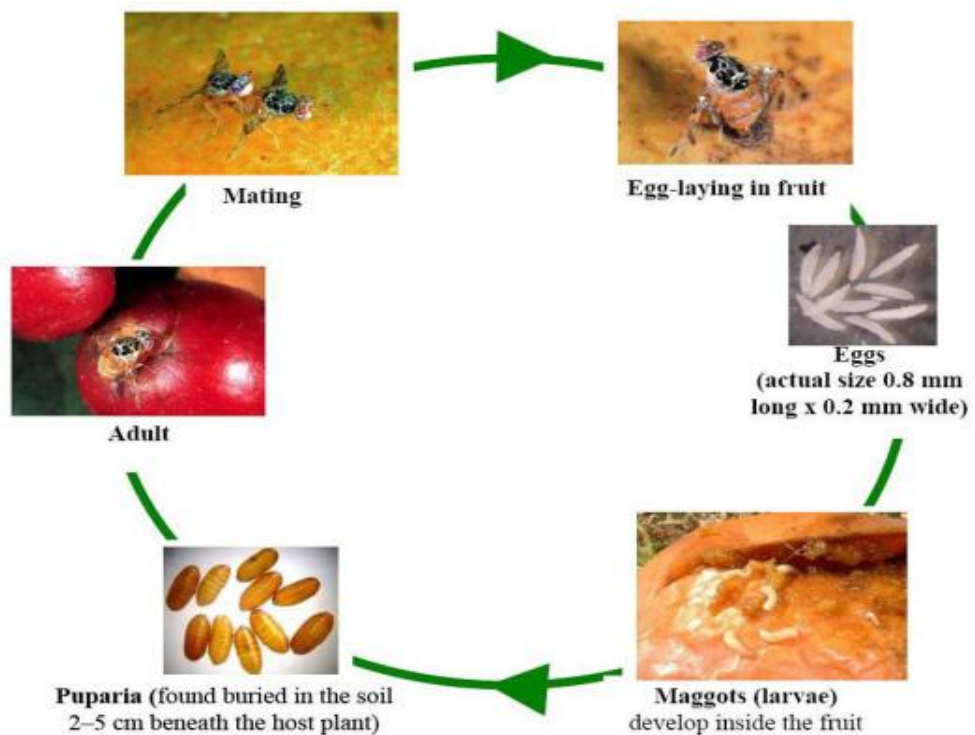 Mating
Egg-laying in fruit
Eggs
(actual size 0.8 mm
long x 0.2 mm wide)
Adult
Puparia (found buried in the soil
2–5 cm beneath the host plant)
Maggots (larvae)
develop inside the fruit